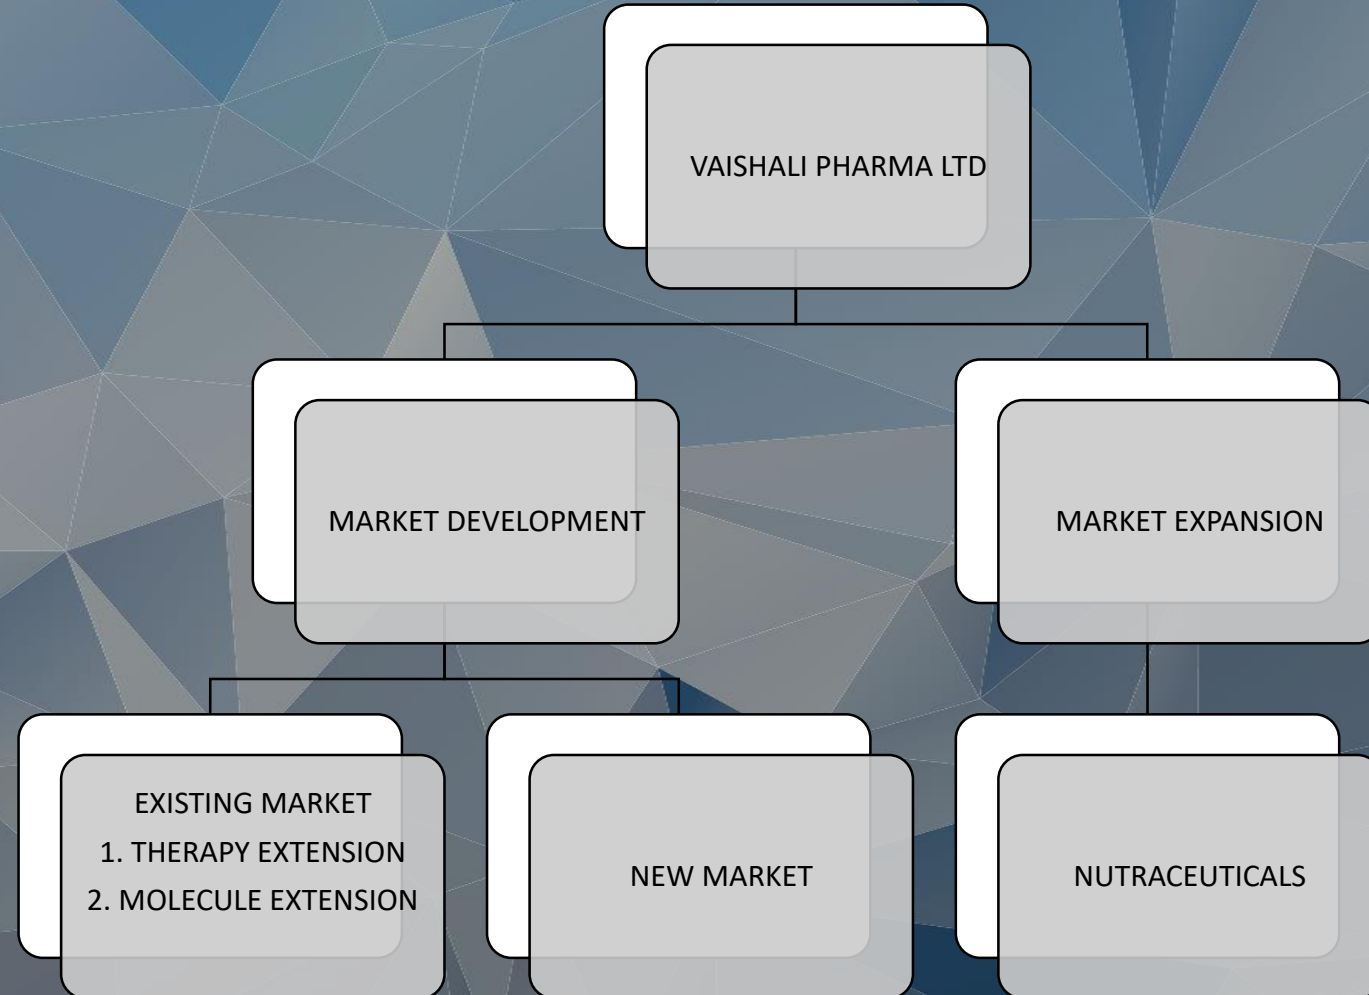 VAISHALI PHARMA LTD
MARKET DEVELOPMENT
MARKET EXPANSION
EXISTING MARKET
1. THERAPY EXTENSION
2. MOLECULE EXTENSION
NEW MARKET
NUTRACEUTICALS